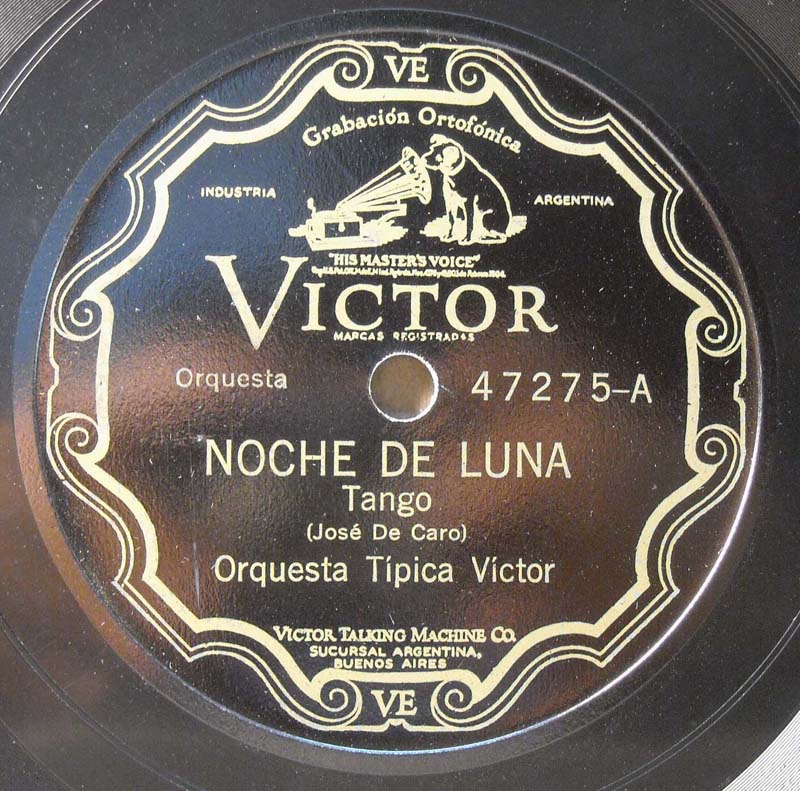 VE
Grabación Ortofónica
INDUSTRIA
ARGENTINA
"HIS MASTER'S VOICE"
VICTOR
MARCAS REGISTRADAS
Orquesta
47275-A
NOCHE DE LUNA
Tango
(José De Caro)
Orquesta Típica Víctor
VICTOR TALKING MACHINE CO.
SUCURSAL ARGENTINA,
BUENOS AIRES
VE